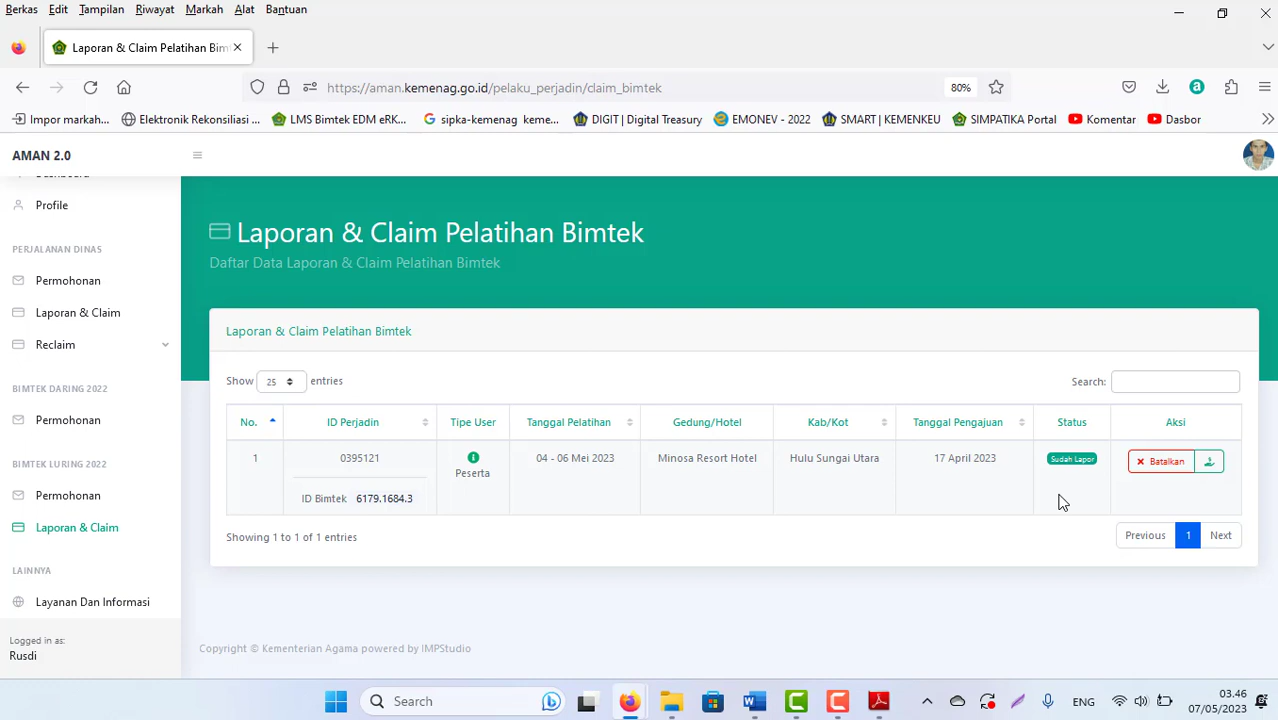 Berkas Edit Tampilan Riwayat Markah Alat Bantuan
Laporan & Claim Pelatihan Bim
https://aman.kemenag.go.id/pelaku_perjadin/claim_bimtek 80%
Impor markah... Elektronik Rekonsiliasi ... LMS Bimtek EDM eRK... sipka-kemenag keme... DIGIT | Digital Treasury EMONEV - 2022 SMART | KEMENKEU SIMPATIKA Portal Komentar Dasbor
AMAN 2.0
Profile
PERJALANAN DINAS
Permohonan
Laporan & Claim
Reclaim
BIMTEK DARING 2022
Permohonan
BIMTEK LURING 2022
Permohonan
Laporan & Claim
LAINNYA
Layanan Dan Informasi
Logged in as:
Rusdi
Laporan & Claim Pelatihan Bimtek
Daftar Data Laporan & Claim Pelatihan Bimtek
Laporan & Claim Pelatihan Bimtek
Show 25 entries Search:
No. ID Perjadin Tipe User Tanggal Pelatihan Gedung/Hotel Kab/Kot Tanggal Pengajuan Status Aksi
1 0395121 Peserta 04 - 06 Mei 2023 Minosa Resort Hotel Hulu Sungai Utara 17 April 2023 Sudah Lapor Batalkan
ID Bimtek 6179.1684.3
Showing 1 to 1 of 1 entries Previous 1 Next
Copyright © Kementerian Agama powered by IMPStudio
Search ENG 03.46
07/05/2023